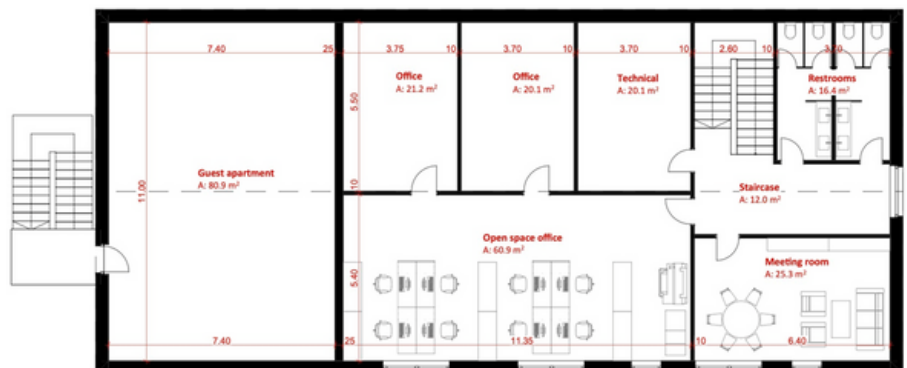 7.40
25
3.75
10
3.70
10
3.70
10
2.60
10
Office
A: 21.2 m²
Office
A: 20.1 m²
Technical
A: 20.1 m²
Restrooms
A: 16.4 m²
5.50
Guest apartment
A: 80.9 m²
11.00
10
Staircase
A: 12.0 m²
Open space office
A: 60.9 m²
Meeting room
A: 25.3 m²
5.40
7.40
25
11.35
10
6.40